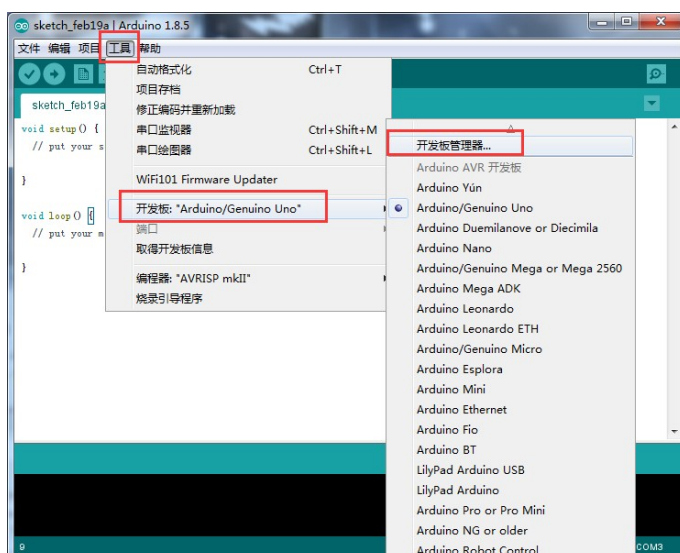 sketch_feb19a | Arduino 1.8.5
文件 编辑 项目 工具 帮助
sketch_feb19a
void setup() {
// put your s
}
void loop() {
// put your m
}
自动格式化 Ctrl+T
项目存档
修正编码并重新加载
串口监视器 Ctrl+Shift+M
串口绘图器 Ctrl+Shift+L
WiFi101 Firmware Updater
开发板: "Arduino/Genuino Uno"
端口
取得开发板信息
编程器: "AVRISP mkII"
烧录引导程序
开发板管理器...
Arduino AVR 开发板
Arduino Yún
Arduino/Genuino Uno
Arduino Duemilanove or Diecimila
Arduino Nano
Arduino/Genuino Mega or Mega 2560
Arduino Mega ADK
Arduino Leonardo
Arduino Leonardo ETH
Arduino/Genuino Micro
Arduino Esplora
Arduino Mini
Arduino Ethernet
Arduino Fio
Arduino BT
LilyPad Arduino USB
LilyPad Arduino
Arduino Pro or Pro Mini
Arduino NG or older
Arduino Robot Control
9 COM3